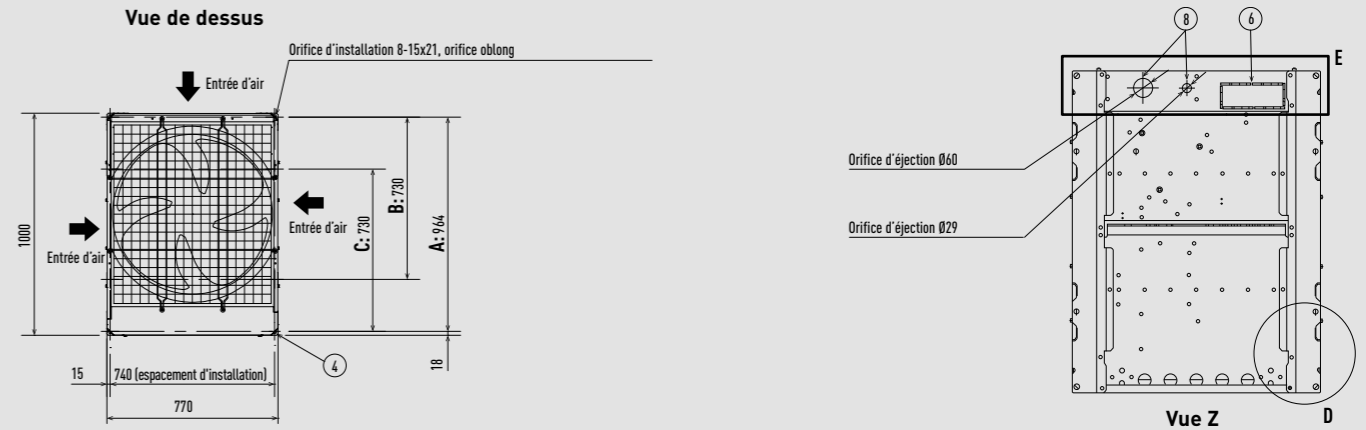 Vue de dessus
Orifice d'installation 8-15x21, orifice oblong
Entrée d'air
Entrée d'air
Entrée d'air
1000
C: 730
B: 730
A: 964
18
15
740 (espacement d'installation)
770
4
8
6
E
Orifice d'éjection Ø60
Orifice d'éjection Ø29
D
Vue Z